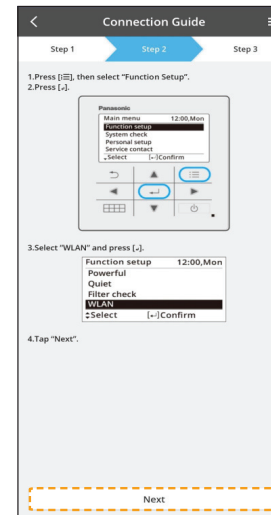 Connection Guide
Step 1
Step 2
Step 3
1.Press [≔], then select "Function Setup".
2.Press [↲].
Panasonic
Main menu 12:00,Mon
Function setup
System check
Personal setup
Service contact
Select [↲]Confirm
3.Select "WLAN" and press [↲].
Function setup 12:00,Mon
Powerful
Quiet
Filter check
WLAN
Select [↲]Confirm
4.Tap "Next".
Next